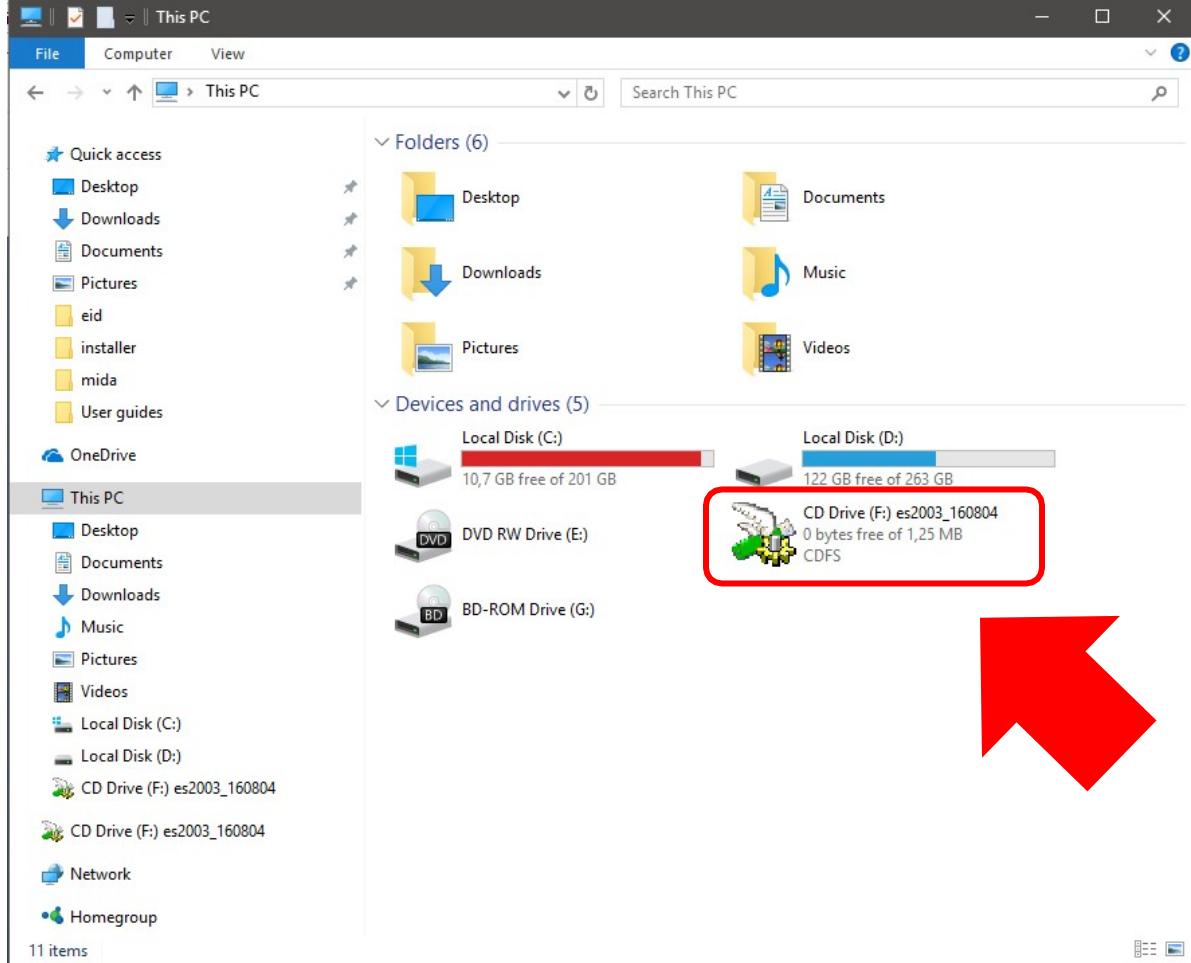 This PC
File Computer View
This PC
Search This PC
Quick access
Desktop
Downloads
Documents
Pictures
eid
installer
mida
User guides
OneDrive
This PC
Desktop
Documents
Downloads
Music
Pictures
Videos
Local Disk (C:)
Local Disk (D:)
CD Drive (F:) es2003_160804
CD Drive (F:) es2003_160804
Network
Homegroup
Folders (6)
Desktop
Documents
Downloads
Music
Pictures
Videos
Devices and drives (5)
Local Disk (C:)
10,7 GB free of 201 GB
Local Disk (D:)
122 GB free of 263 GB
DVD
DVD RW Drive (E:)
CD Drive (F:) es2003_160804
0 bytes free of 1,25 MB
CDFS
BD
BD-ROM Drive (G:)
11 items